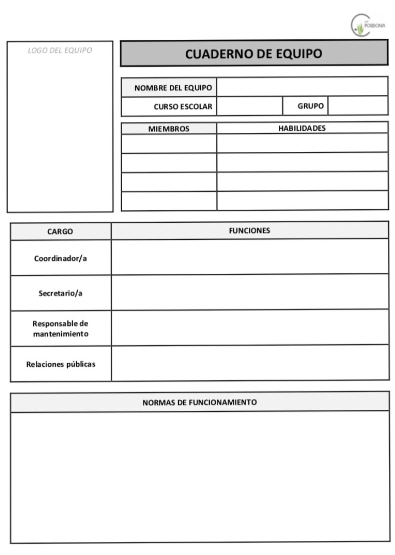 POSIDONIA
LOGO DEL EQUIPO
CUADERNO DE EQUIPO
NOMBRE DEL EQUIPO
CURSO ESCOLAR
GRUPO
MIEMBROS
HABILIDADES
CARGO
FUNCIONES
Coordinador/a
Secretario/a
Responsable de
mantenimiento
Relaciones públicas
NORMAS DE FUNCIONAMIENTO